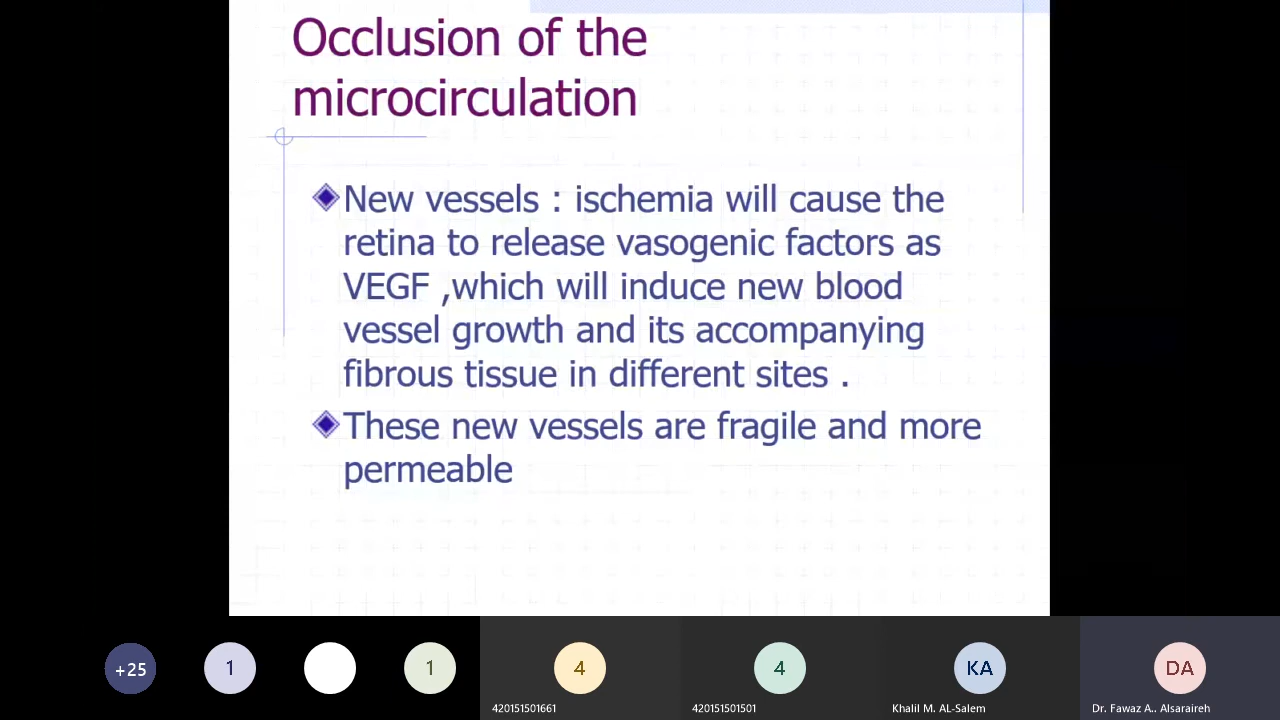 Occlusion of the
microcirculation
New vessels : ischemia will cause the
retina to release vasogenic factors as
VEGF ,which will induce new blood
vessel growth and its accompanying
fibrous tissue in different sites .
These new vessels are fragile and more
permeable
+25
1
1
4
4
KA
DA
420151501661
420151501501
Khalil M. AL-Salem
Dr. Fawaz A.. Alsaraireh